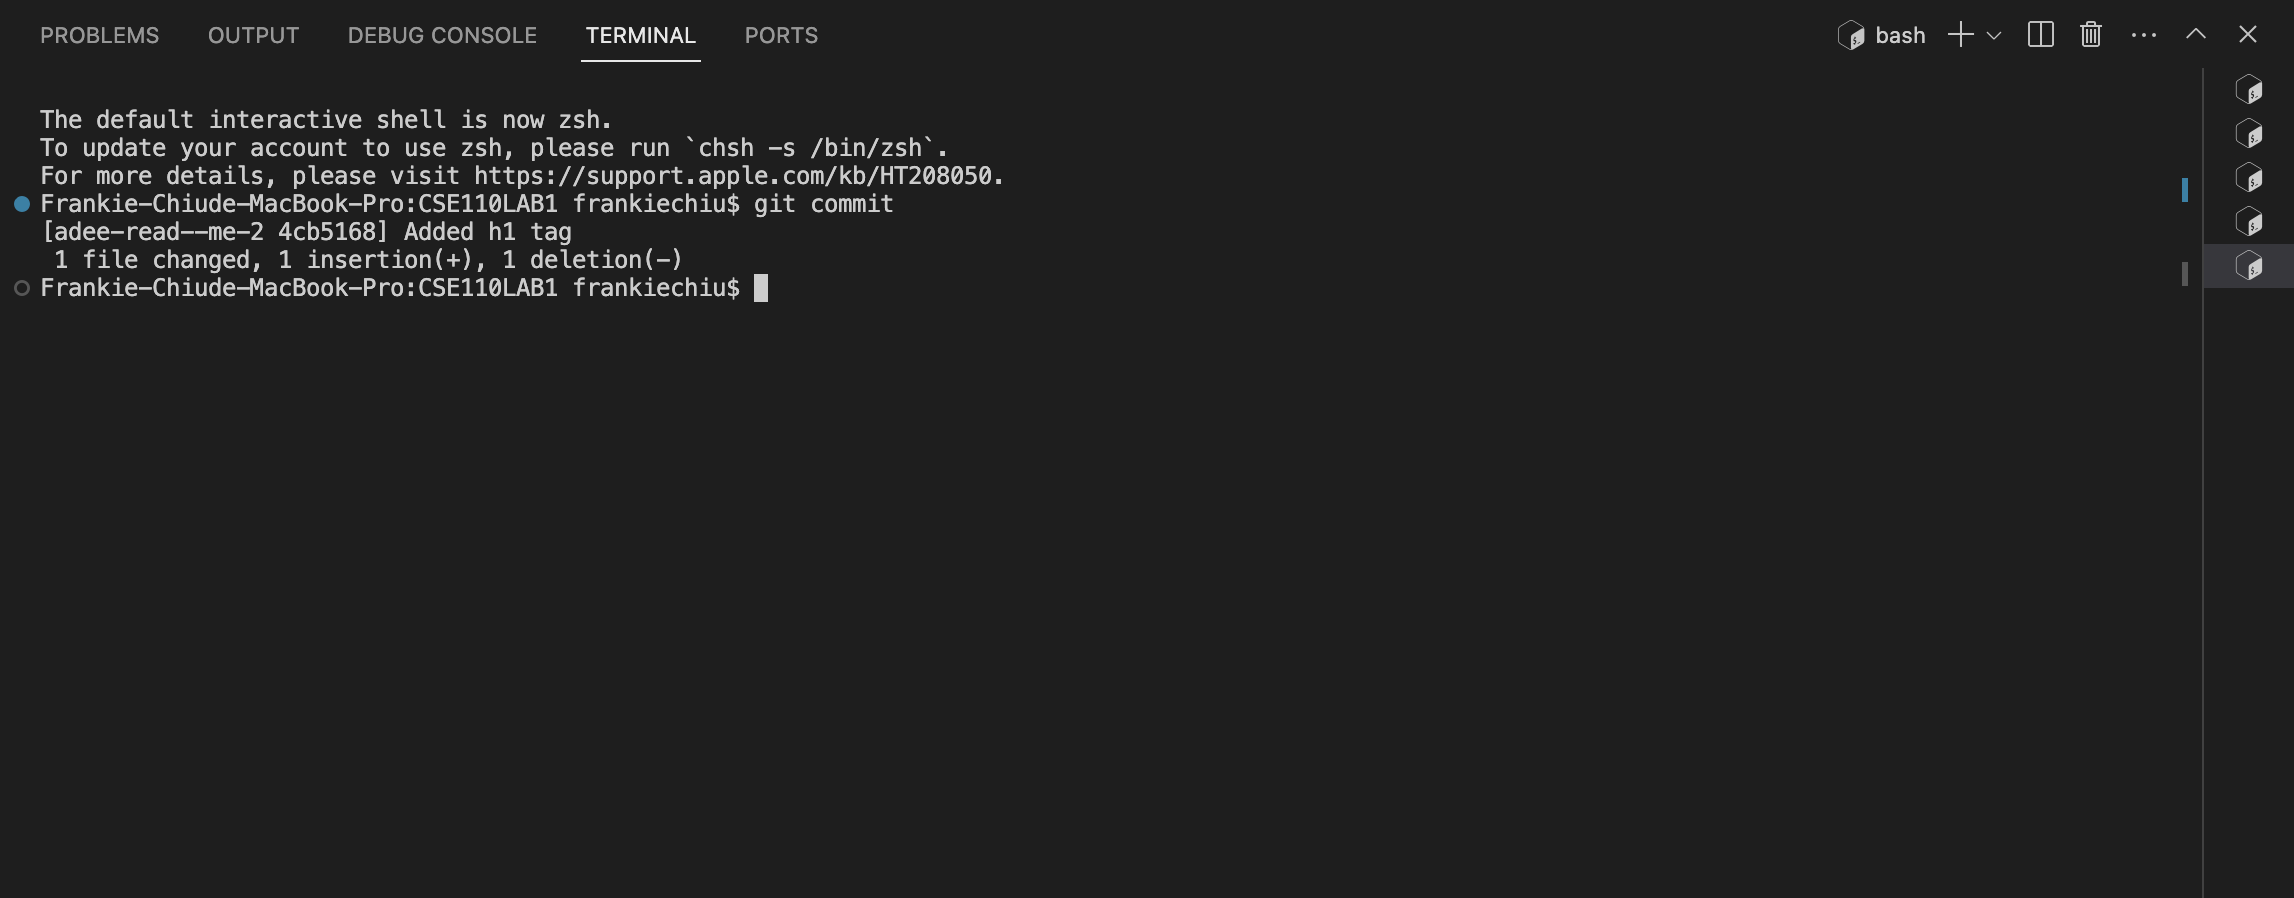 PROBLEMS OUTPUT DEBUG CONSOLE TERMINAL PORTS bash
The default interactive shell is now zsh.
To update your account to use zsh, please run `chsh -s /bin/zsh`.
For more details, please visit https://support.apple.com/kb/HT208050.
Frankie-Chiude-MacBook-Pro:CSE110LAB1 frankiechiu$ git commit
[adee-read--me-2 4cb5168] Added h1 tag
 1 file changed, 1 insertion(+), 1 deletion(-)
Frankie-Chiude-MacBook-Pro:CSE110LAB1 frankiechiu$